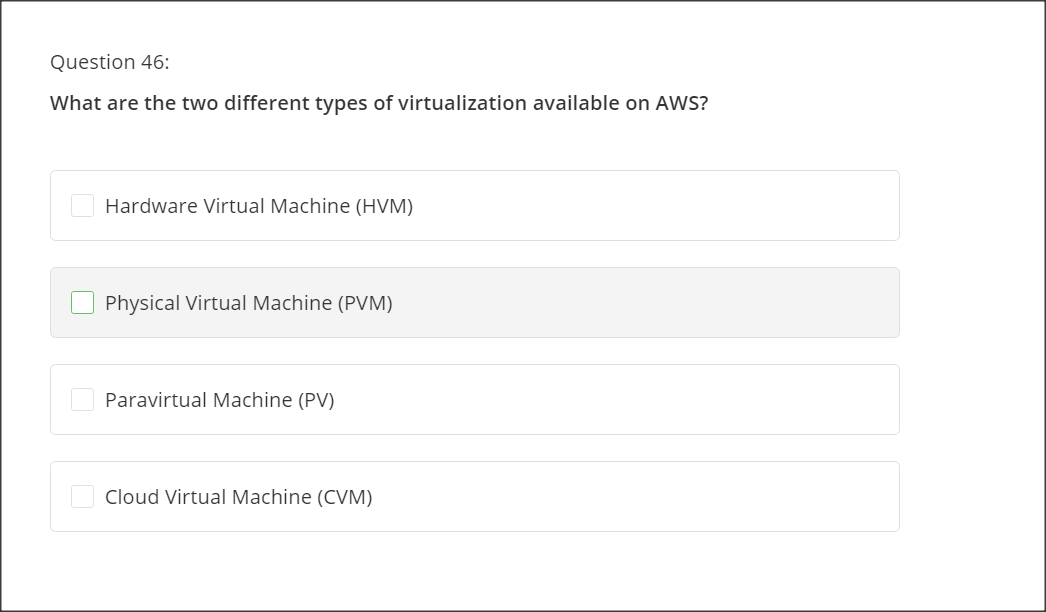 Question 46:
What are the two different types of virtualization available on AWS?
Hardware Virtual Machine (HVM)
Physical Virtual Machine (PVM)
Paravirtual Machine (PV)
Cloud Virtual Machine (CVM)